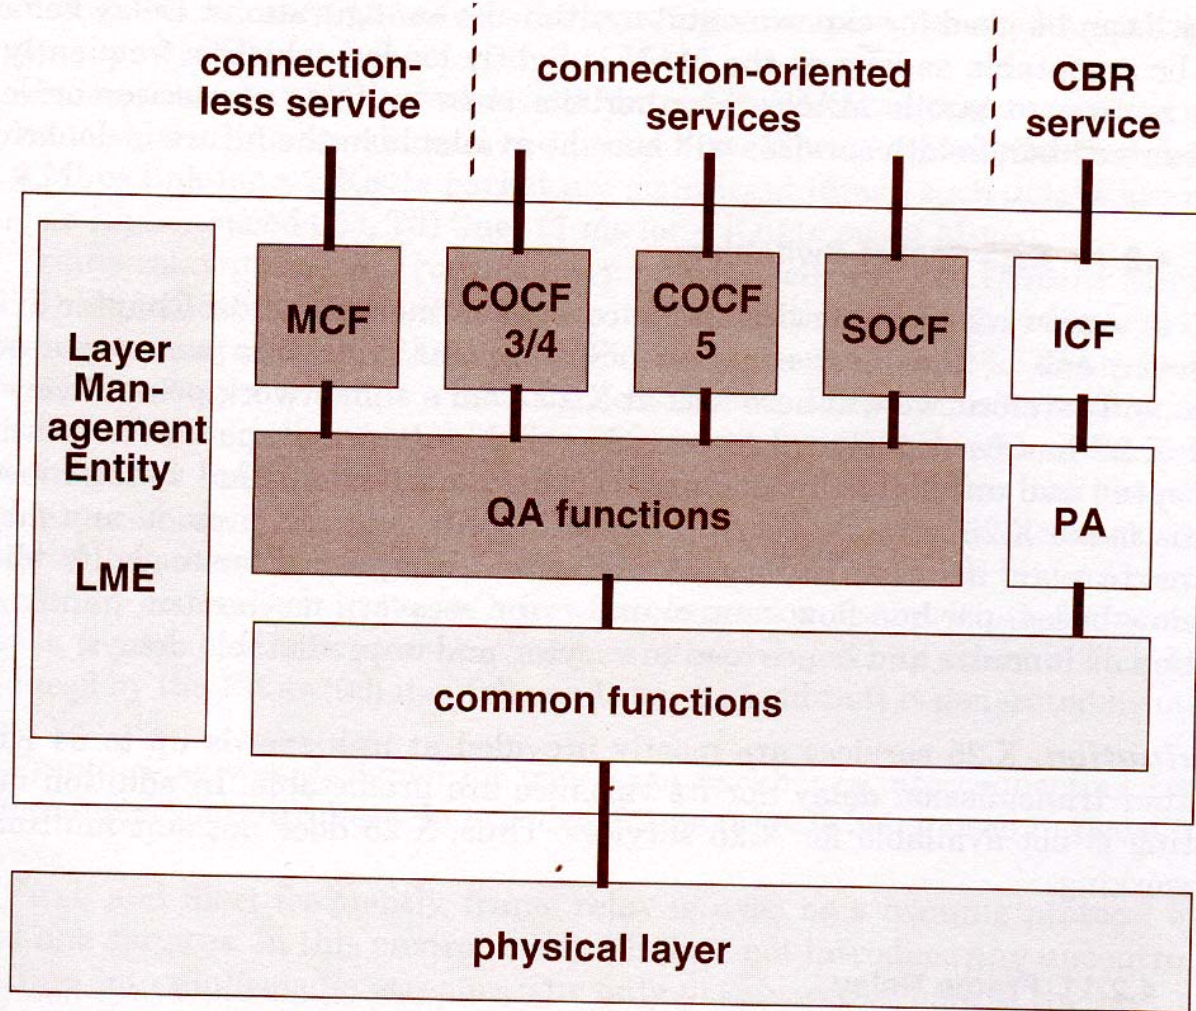 connection-
less service
connection-oriented
services
CBR
service
Layer
Man-
agement
Entity
LME
MCF
COCF
3/4
COCF
5
SOCF
ICF
QA functions
PA
common functions
physical layer